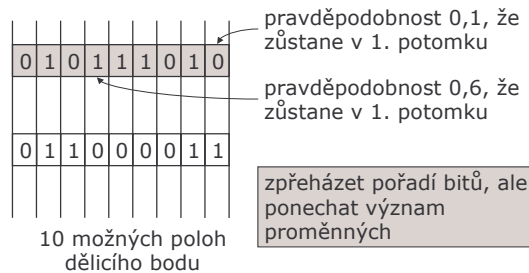 pravděpodobnost 0,1, že
zůstane v 1. potomku
0 1 0 1 1 1 0 1 0
pravděpodobnost 0,6, že
zůstane v 1. potomku
0 1 1 0 0 0 0 1 1
zpřeházet pořadí bitů, ale
ponechat význam
proměnných
10 možných poloh
dělicího bodu